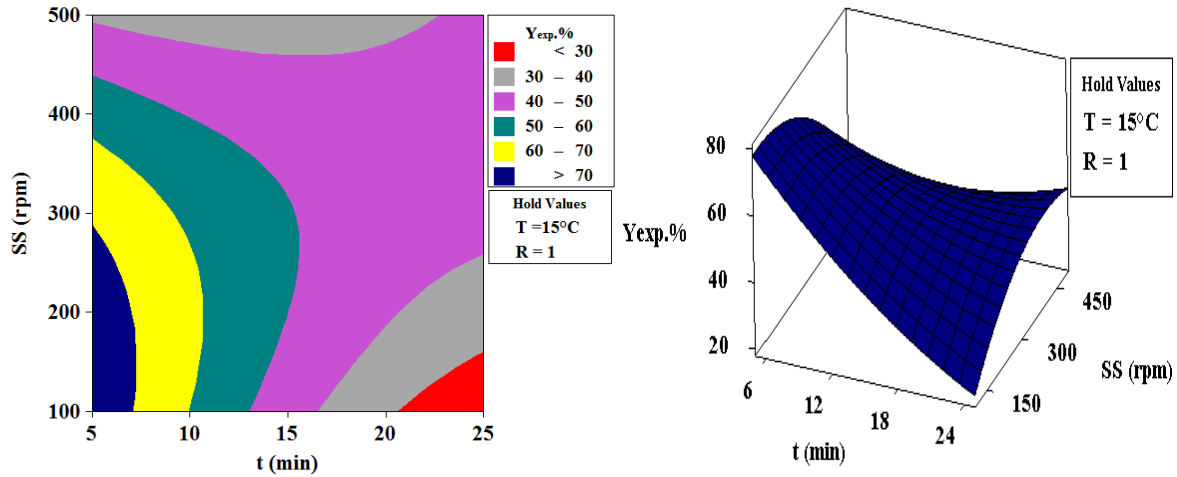 500
400
300
200
100
SS (rpm)
5
10
15
20
25
t (min)
Yexp.%
< 30
30 – 40
40 – 50
50 – 60
60 – 70
> 70
Hold Values
T =15°C
R = 1
80
60
40
20
Yexp.%
6
12
18
24
t (min)
150
300
450
SS (rpm)
Hold Values
T = 15°C
R = 1